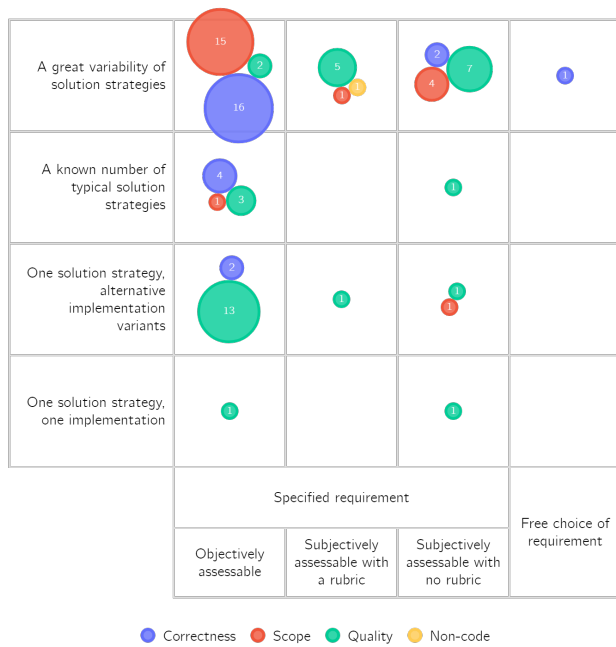 15
2
16
A great variability of
solution strategies
5
1
1
2
4
7
1
A known number of
typical solution
strategies
4
1
3
1
One solution strategy,
alternative
implementation
variants
2
13
1
1
1
One solution strategy,
one implementation
1
1
Specified requirement
Free choice of
requirement
Objectively
assessable
Subjectively
assessable with
a rubric
Subjectively
assessable with
no rubric
Correctness Scope Quality Non-code